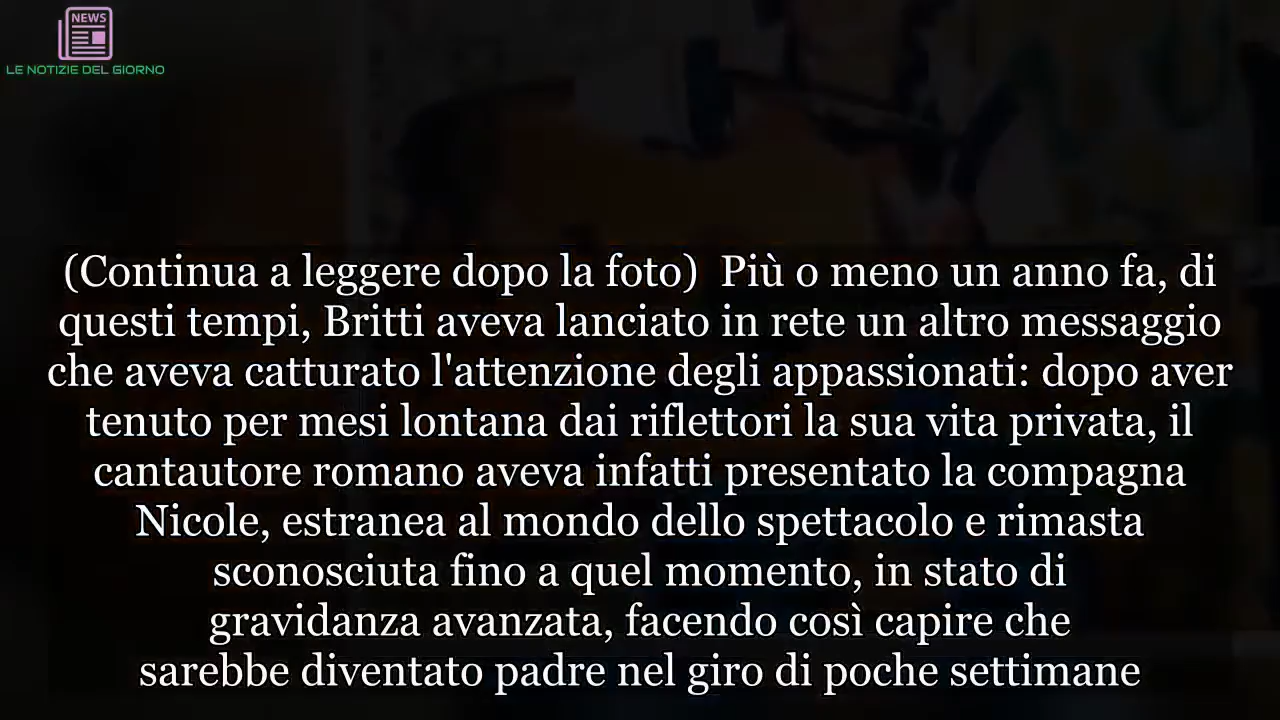 NEWS
LE NOTIZIE DEL GIORNO
(Continua a leggere dopo la foto)  Più o meno un anno fa, di
questi tempi, Britti aveva lanciato in rete un altro messaggio
che aveva catturato l'attenzione degli appassionati: dopo aver
tenuto per mesi lontana dai riflettori la sua vita privata, il
cantautore romano aveva infatti presentato la compagna
Nicole, estranea al mondo dello spettacolo e rimasta
sconosciuta fino a quel momento, in stato di
gravidanza avanzata, facendo così capire che
sarebbe diventato padre nel giro di poche settimane